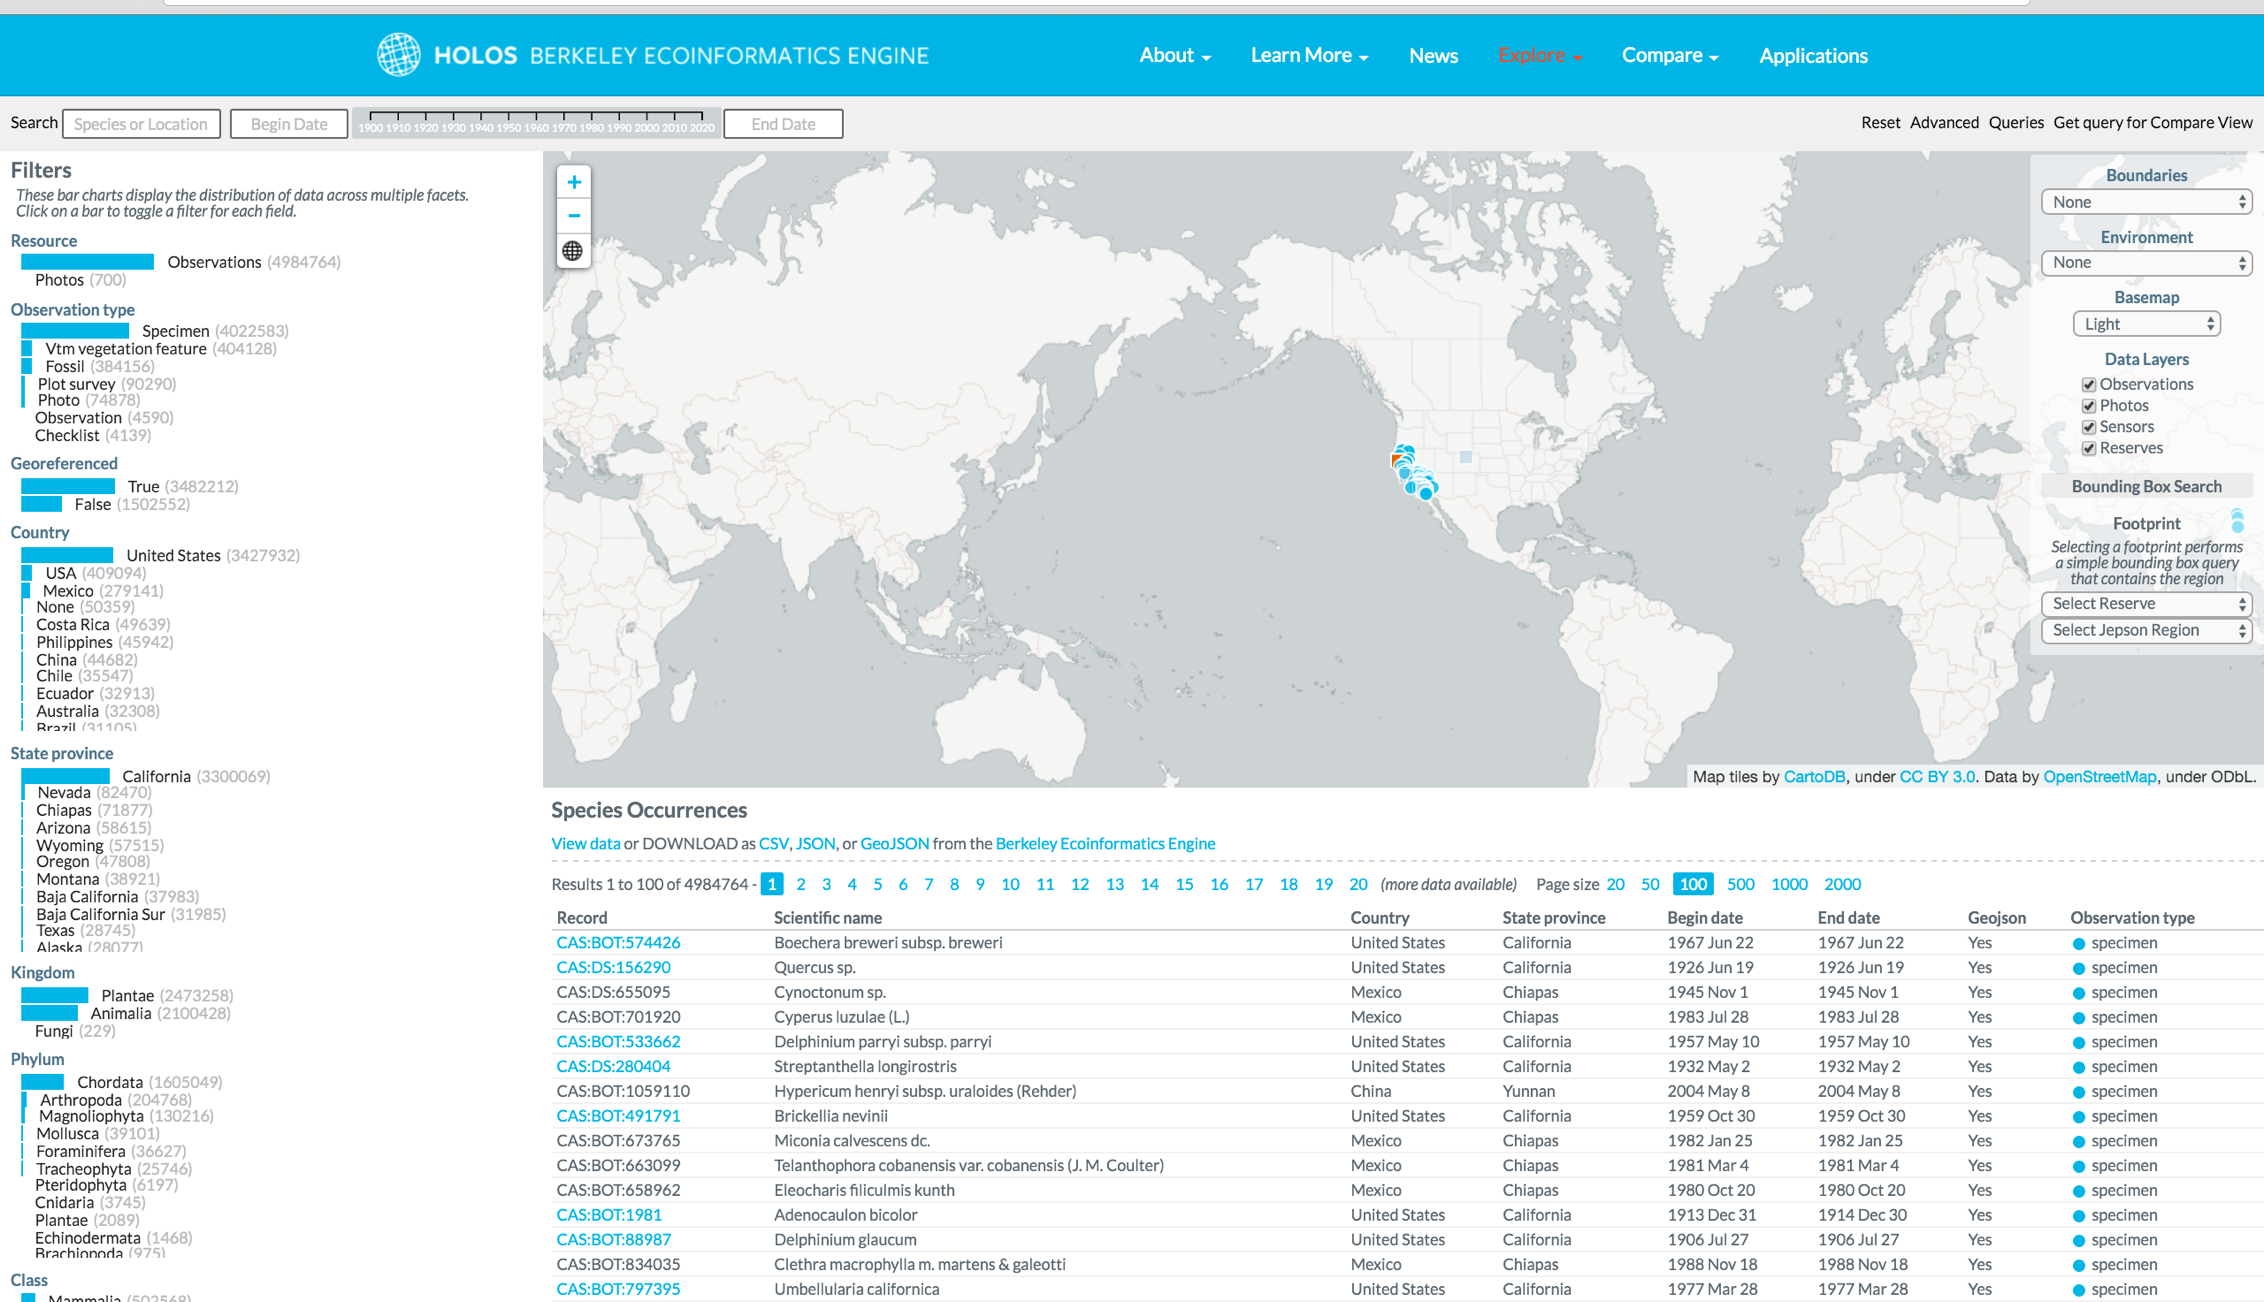 HOLOS BERKELEY ECOINFORMATICS ENGINE
About Learn More News Explore Compare Applications
Search Species or Location Begin Date 1900 1910 1920 1930 1940 1950 1960 1970 1980 1990 2000 2010 2020 End Date
Reset Advanced Queries Get query for Compare View
Filters
These bar charts display the distribution of data across multiple facets.
Click on a bar to toggle a filter for each field.
Resource
Observations (4984764)
Photos (700)
Observation type
Specimen (4022583)
Vtm vegetation feature (404128)
Fossil (384156)
Plot survey (90290)
Photo (74878)
Observation (4590)
Checklist (4139)
Georeferenced
True (3482212)
False (1502552)
Country
United States (3427932)
USA (409094)
Mexico (279141)
None (50359)
Costa Rica (49639)
Philippines (45942)
China (44682)
Chile (35547)
Ecuador (32913)
Australia (32308)
Brazil (31105)
State province
California (3300069)
Nevada (82470)
Chiapas (71877)
Arizona (58615)
Wyoming (57515)
Oregon (47808)
Montana (38921)
Baja California (37983)
Baja California Sur (31985)
Texas (28745)
Alaska (28077)
Kingdom
Plantae (2473258)
Animalia (2100428)
Fungi (229)
Phylum
Chordata (1605049)
Arthropoda (204768)
Magnoliophyta (130216)
Mollusca (39101)
Foraminifera (36627)
Tracheophyta (25746)
Pteridophyta (6197)
Cnidaria (3745)
Plantae (2089)
Echinodermata (1468)
Brachiopoda (975)
Class
Mammalia (502568)
+
−
Boundaries
None
Environment
None
Basemap
Light
Data Layers
Observations
Photos
Sensors
Reserves
Bounding Box Search
Footprint
Selecting a footprint performs
a simple bounding box query
that contains the region
Select Reserve
Select Jepson Region
Map tiles by CartoDB, under CC BY 3.0. Data by OpenStreetMap, under ODbL.
Species Occurrences
View data or DOWNLOAD as CSV, JSON, or GeoJSON from the Berkeley Ecoinformatics Engine
Results 1 to 100 of 4984764 - 1 2 3 4 5 6 7 8 9 10 11 12 13 14 15 16 17 18 19 20 (more data available) Page size 20 50 100 500 1000 2000
Record Scientific name Country State province Begin date End date Geojson Observation type
CAS:BOT:574426 Boechera breweri subsp. breweri United States California 1967 Jun 22 1967 Jun 22 Yes specimen
CAS:DS:156290 Quercus sp. United States California 1926 Jun 19 1926 Jun 19 Yes specimen
CAS:DS:655095 Cynoctonum sp. Mexico Chiapas 1945 Nov 1 1945 Nov 1 Yes specimen
CAS:BOT:701920 Cyperus luzulae (L.) Mexico Chiapas 1983 Jul 28 1983 Jul 28 Yes specimen
CAS:BOT:533662 Delphinium parryi subsp. parryi United States California 1957 May 10 1957 May 10 Yes specimen
CAS:DS:280404 Streptanthella longirostris United States California 1932 May 2 1932 May 2 Yes specimen
CAS:BOT:1059110 Hypericum henryi subsp. uraloides (Rehder) China Yunnan 2004 May 8 2004 May 8 Yes specimen
CAS:BOT:491791 Brickellia nevinii United States California 1959 Oct 30 1959 Oct 30 Yes specimen
CAS:BOT:673765 Miconia calvescens dc. Mexico Chiapas 1982 Jan 25 1982 Jan 25 Yes specimen
CAS:BOT:663099 Telanthophora cobanensis var. cobanensis (J. M. Coulter) Mexico Chiapas 1981 Mar 4 1981 Mar 4 Yes specimen
CAS:BOT:658962 Eleocharis filiculmis kunth Mexico Chiapas 1980 Oct 20 1980 Oct 20 Yes specimen
CAS:BOT:1981 Adenocaulon bicolor United States California 1913 Dec 31 1914 Dec 30 Yes specimen
CAS:BOT:88987 Delphinium glaucum United States California 1906 Jul 27 1906 Jul 27 Yes specimen
CAS:BOT:834035 Clethra macrophylla m. martens & galeotti Mexico Chiapas 1988 Nov 18 1988 Nov 18 Yes specimen
CAS:BOT:797395 Umbellularia californica United States California 1977 Mar 28 1977 Mar 28 Yes specimen